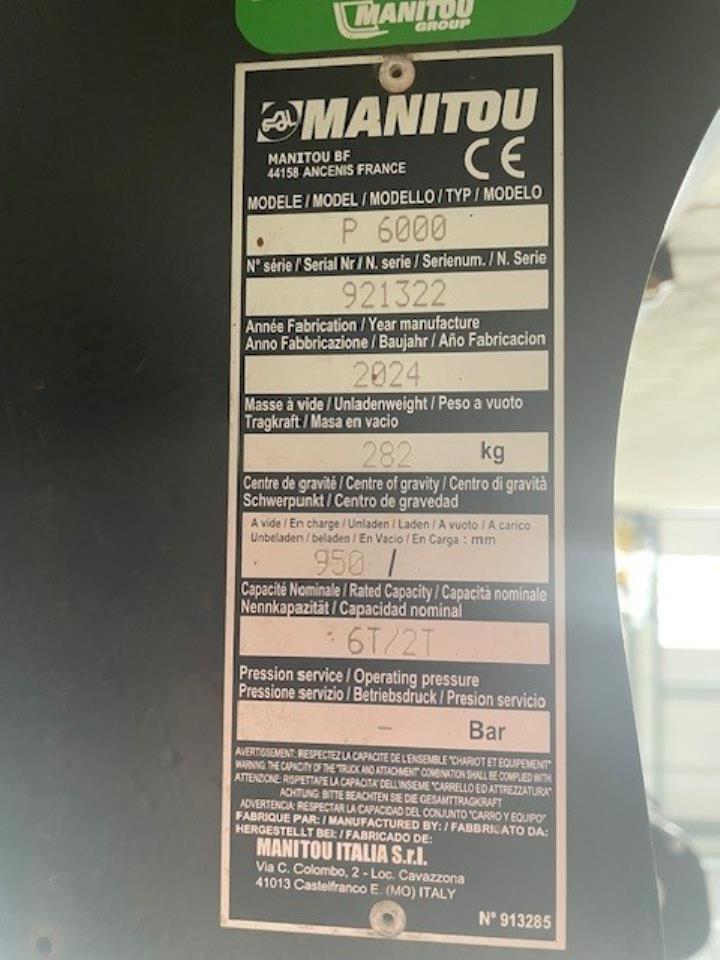 MANITOU
GROUP
MANITOU
MANITOU BF
44158 ANCENIS FRANCE
CE
MODELE / MODEL / MODELLO / TYP / MODELO
P 6000
N° série / Serial Nr / N. serie / Serienum. / N. Serie
921322
Année Fabrication / Year manufacture
Anno Fabbricazione / Baujahr / Año Fabricacion
2024
Masse à vide / Unladenweight / Peso a vuoto
Tragkraft / Masa en vacio
282 kg
Centre de gravité / Centre of gravity / Centro di gravità
Schwerpunkt / Centro de gravedad
A vide / En charge / Unladen / Laden / A vuoto / A carico
Unbeladen / beladen / En Vacio / En Carga : mm
950 /
Capacité Nominale / Rated Capacity / Capacità nominale
Nennkapazität / Capacidad nominal
6T/2T
Pression service / Operating pressure
Pressione servizio / Betriebsdruck / Presion servicio
- Bar
AVERTISSEMENT: RESPECTEZ LA CAPACITE DE L'ENSEMBLE "CHARIOT ET EQUIPEMENT"
WARNING: THE CAPACITY OF THE "TRUCK AND ATTACHMENT" COMBINATION SHALL BE COMPLIED WITH
ATTENZIONE: RISPETTARE LA CAPACITA' DELL'INSIEME "CARRELLO ED ATTREZZATURA"
ACHTUNG: BITTE BEACHTEN SIE DIE GESAMTTRAGKRAFT
ADVERTENCIA: RESPECTAR LA CAPACIDAD DEL CONJUNTO "CARRO Y EQUIPO"
FABRIQUE PAR: / MANUFACTURED BY: / FABBRICATO DA:
HERGESTELLT BEI: / FABRICADO DE:
MANITOU ITALIA S.r.l.
Via C. Colombo, 2 - Loc. Cavazzona
41013 Castelfranco E. (MO) ITALY
N° 913285